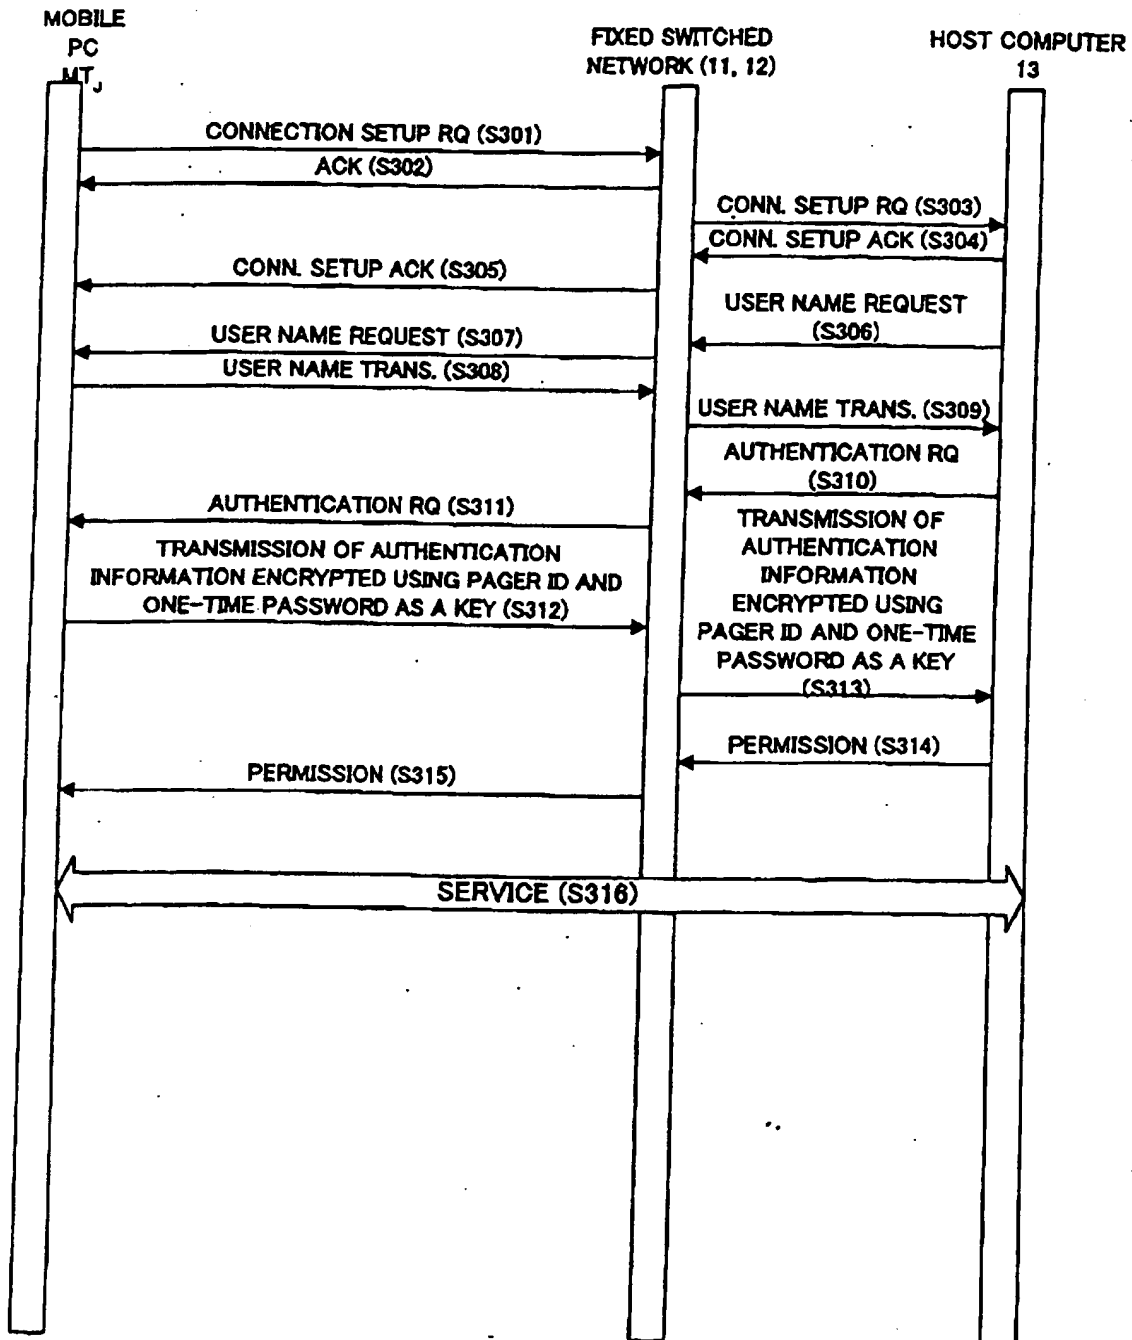 MOBILE
PC
MTJ
FIXED SWITCHED
NETWORK (11, 12)
HOST COMPUTER
13
CONNECTION SETUP RQ (S301)
ACK (S302)
CONN. SETUP RQ (S303)
CONN. SETUP ACK (S304)
CONN. SETUP ACK (S305)
USER NAME REQUEST
(S306)
USER NAME REQUEST (S307)
USER NAME TRANS. (S308)
USER NAME TRANS. (S309)
AUTHENTICATION RQ
(S310)
AUTHENTICATION RQ (S311)
TRANSMISSION OF AUTHENTICATION
INFORMATION ENCRYPTED USING PAGER ID AND
ONE-TIME PASSWORD AS A KEY (S312)
TRANSMISSION OF
AUTHENTICATION
INFORMATION
ENCRYPTED USING
PAGER ID AND ONE-TIME
PASSWORD AS A KEY
(S313)
PERMISSION (S314)
PERMISSION (S315)
SERVICE (S316)